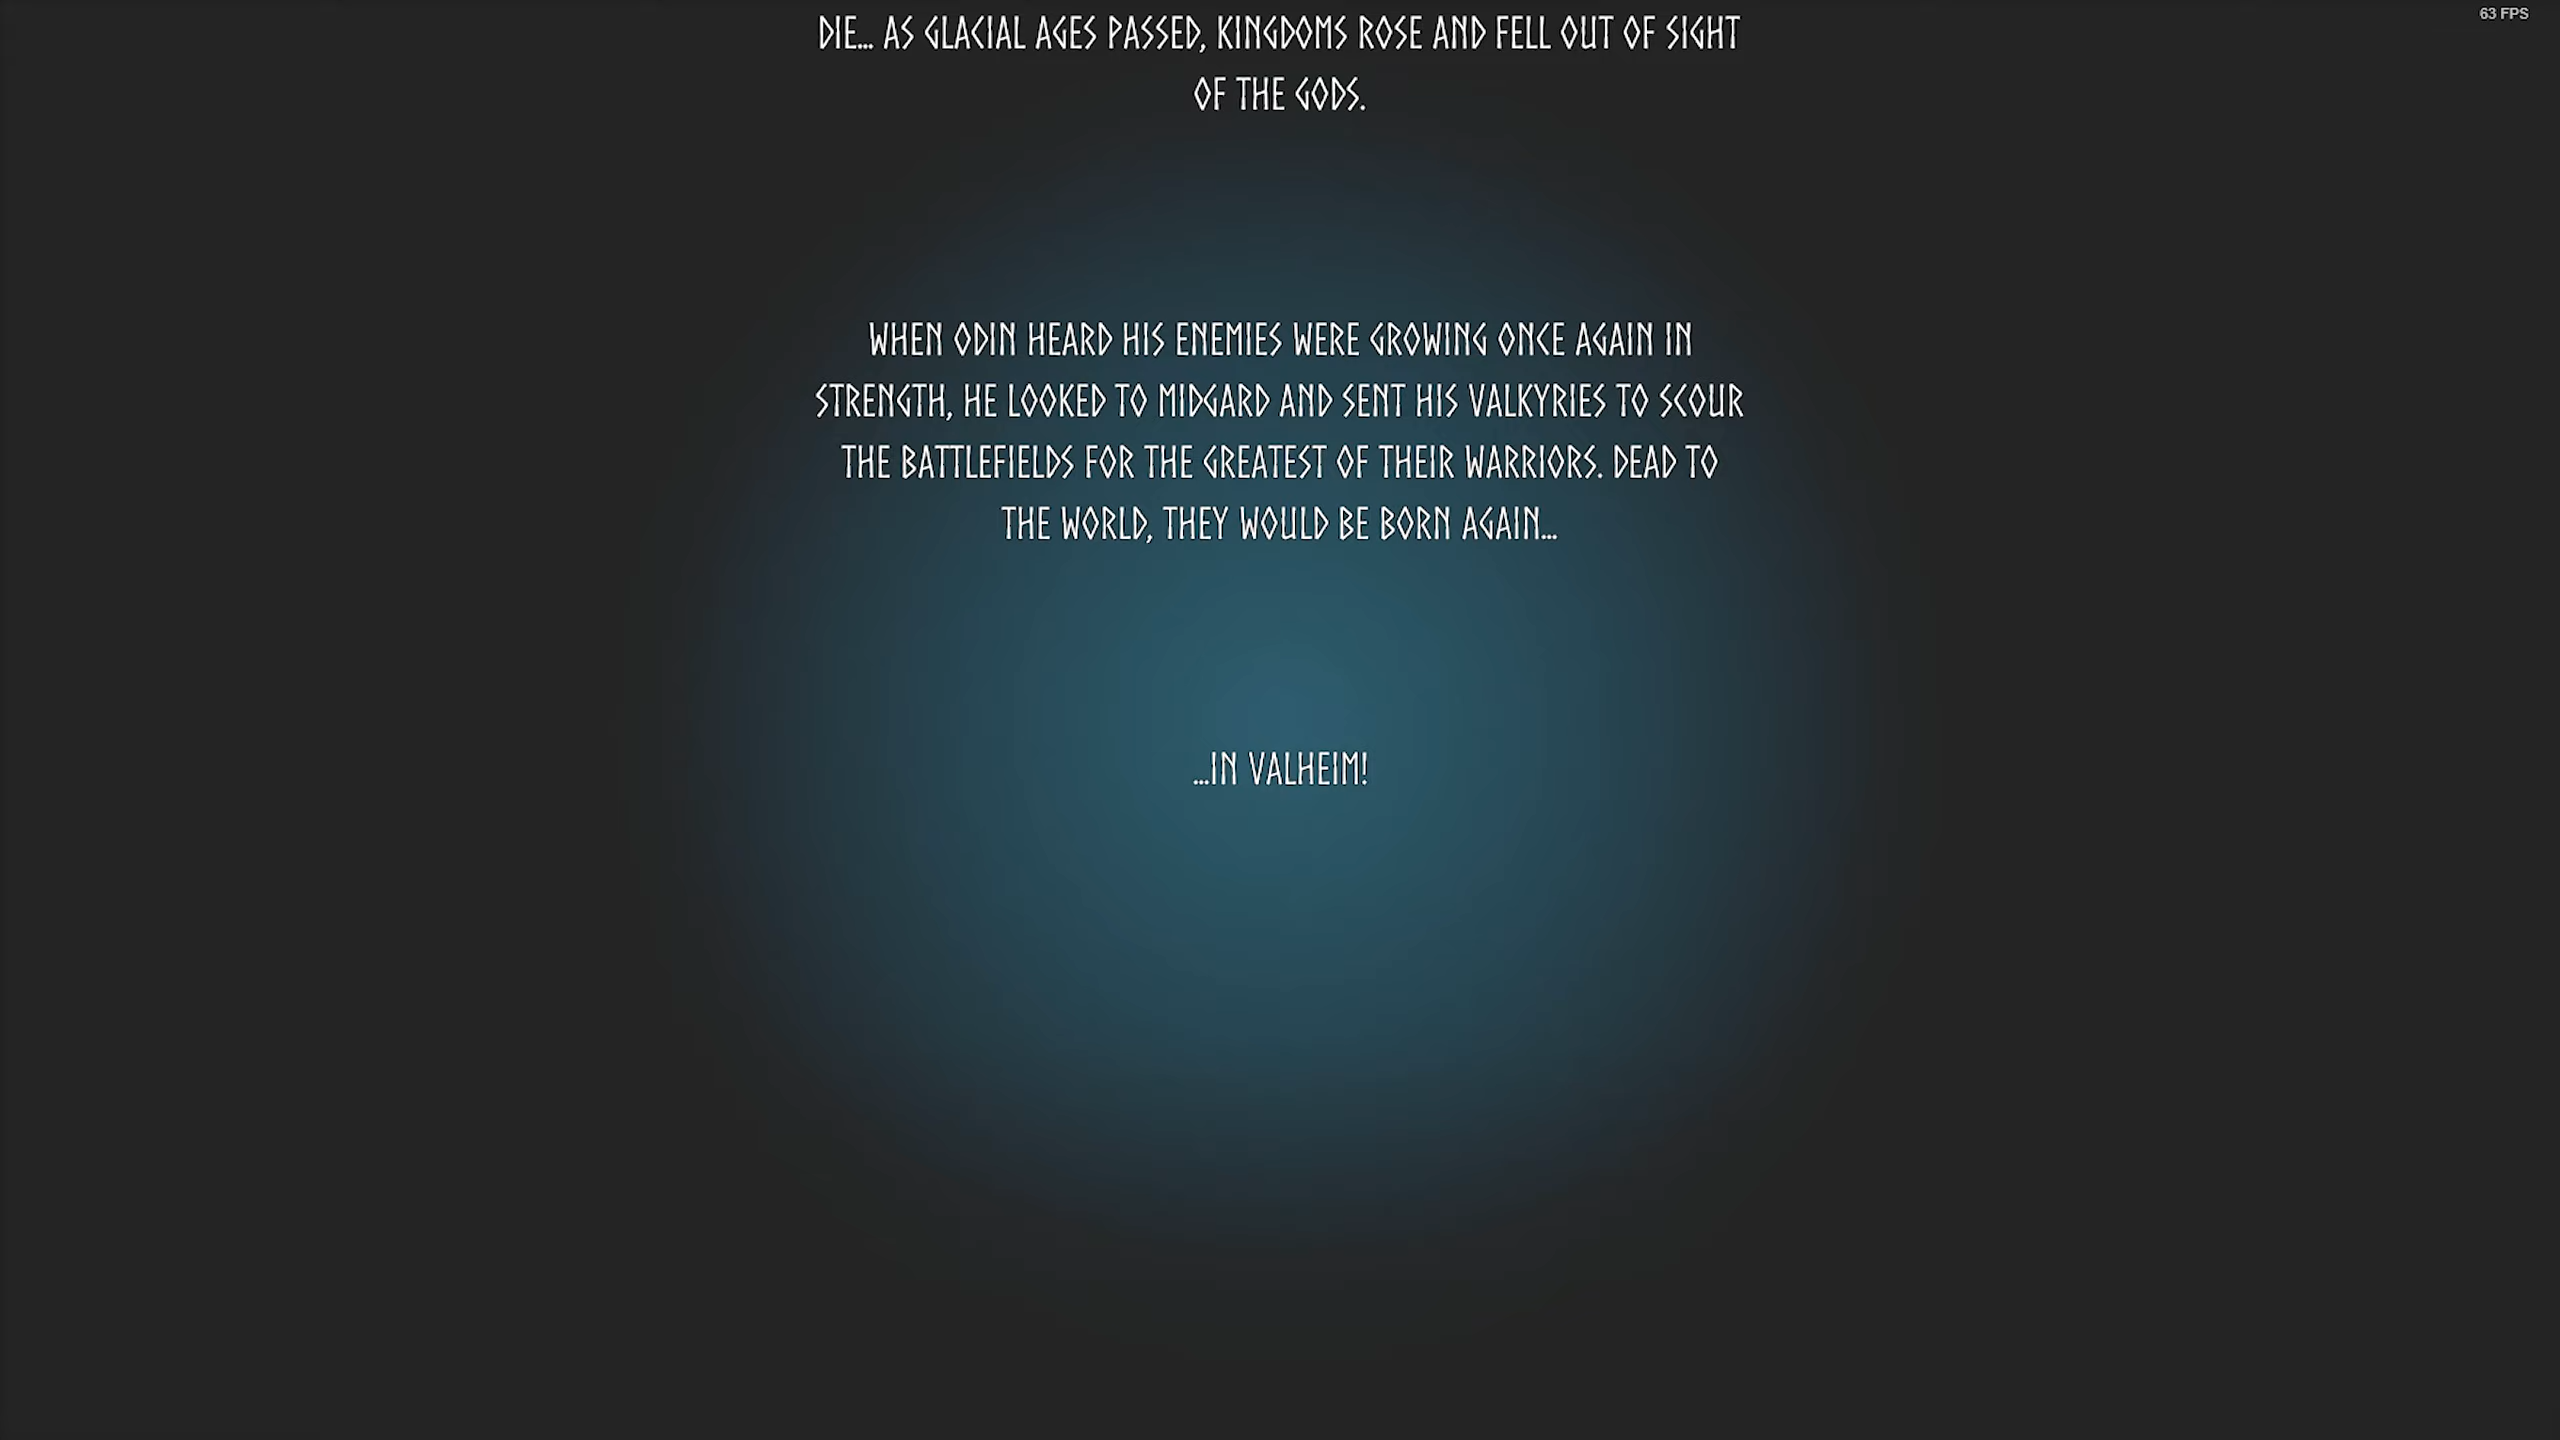 63 FPS
DIE... AS GLACIAL AGES PASSED, KINGDOMS ROSE AND FELL OUT OF SIGHT
OF THE GODS.
WHEN ODIN HEARD HIS ENEMIES WERE GROWING ONCE AGAIN IN
STRENGTH, HE LOOKED TO MIDGARD AND SENT HIS VALKYRIES TO SCOUR
THE BATTLEFIELDS FOR THE GREATEST OF THEIR WARRIORS. DEAD TO
THE WORLD, THEY WOULD BE BORN AGAIN...
...IN VALHEIM!